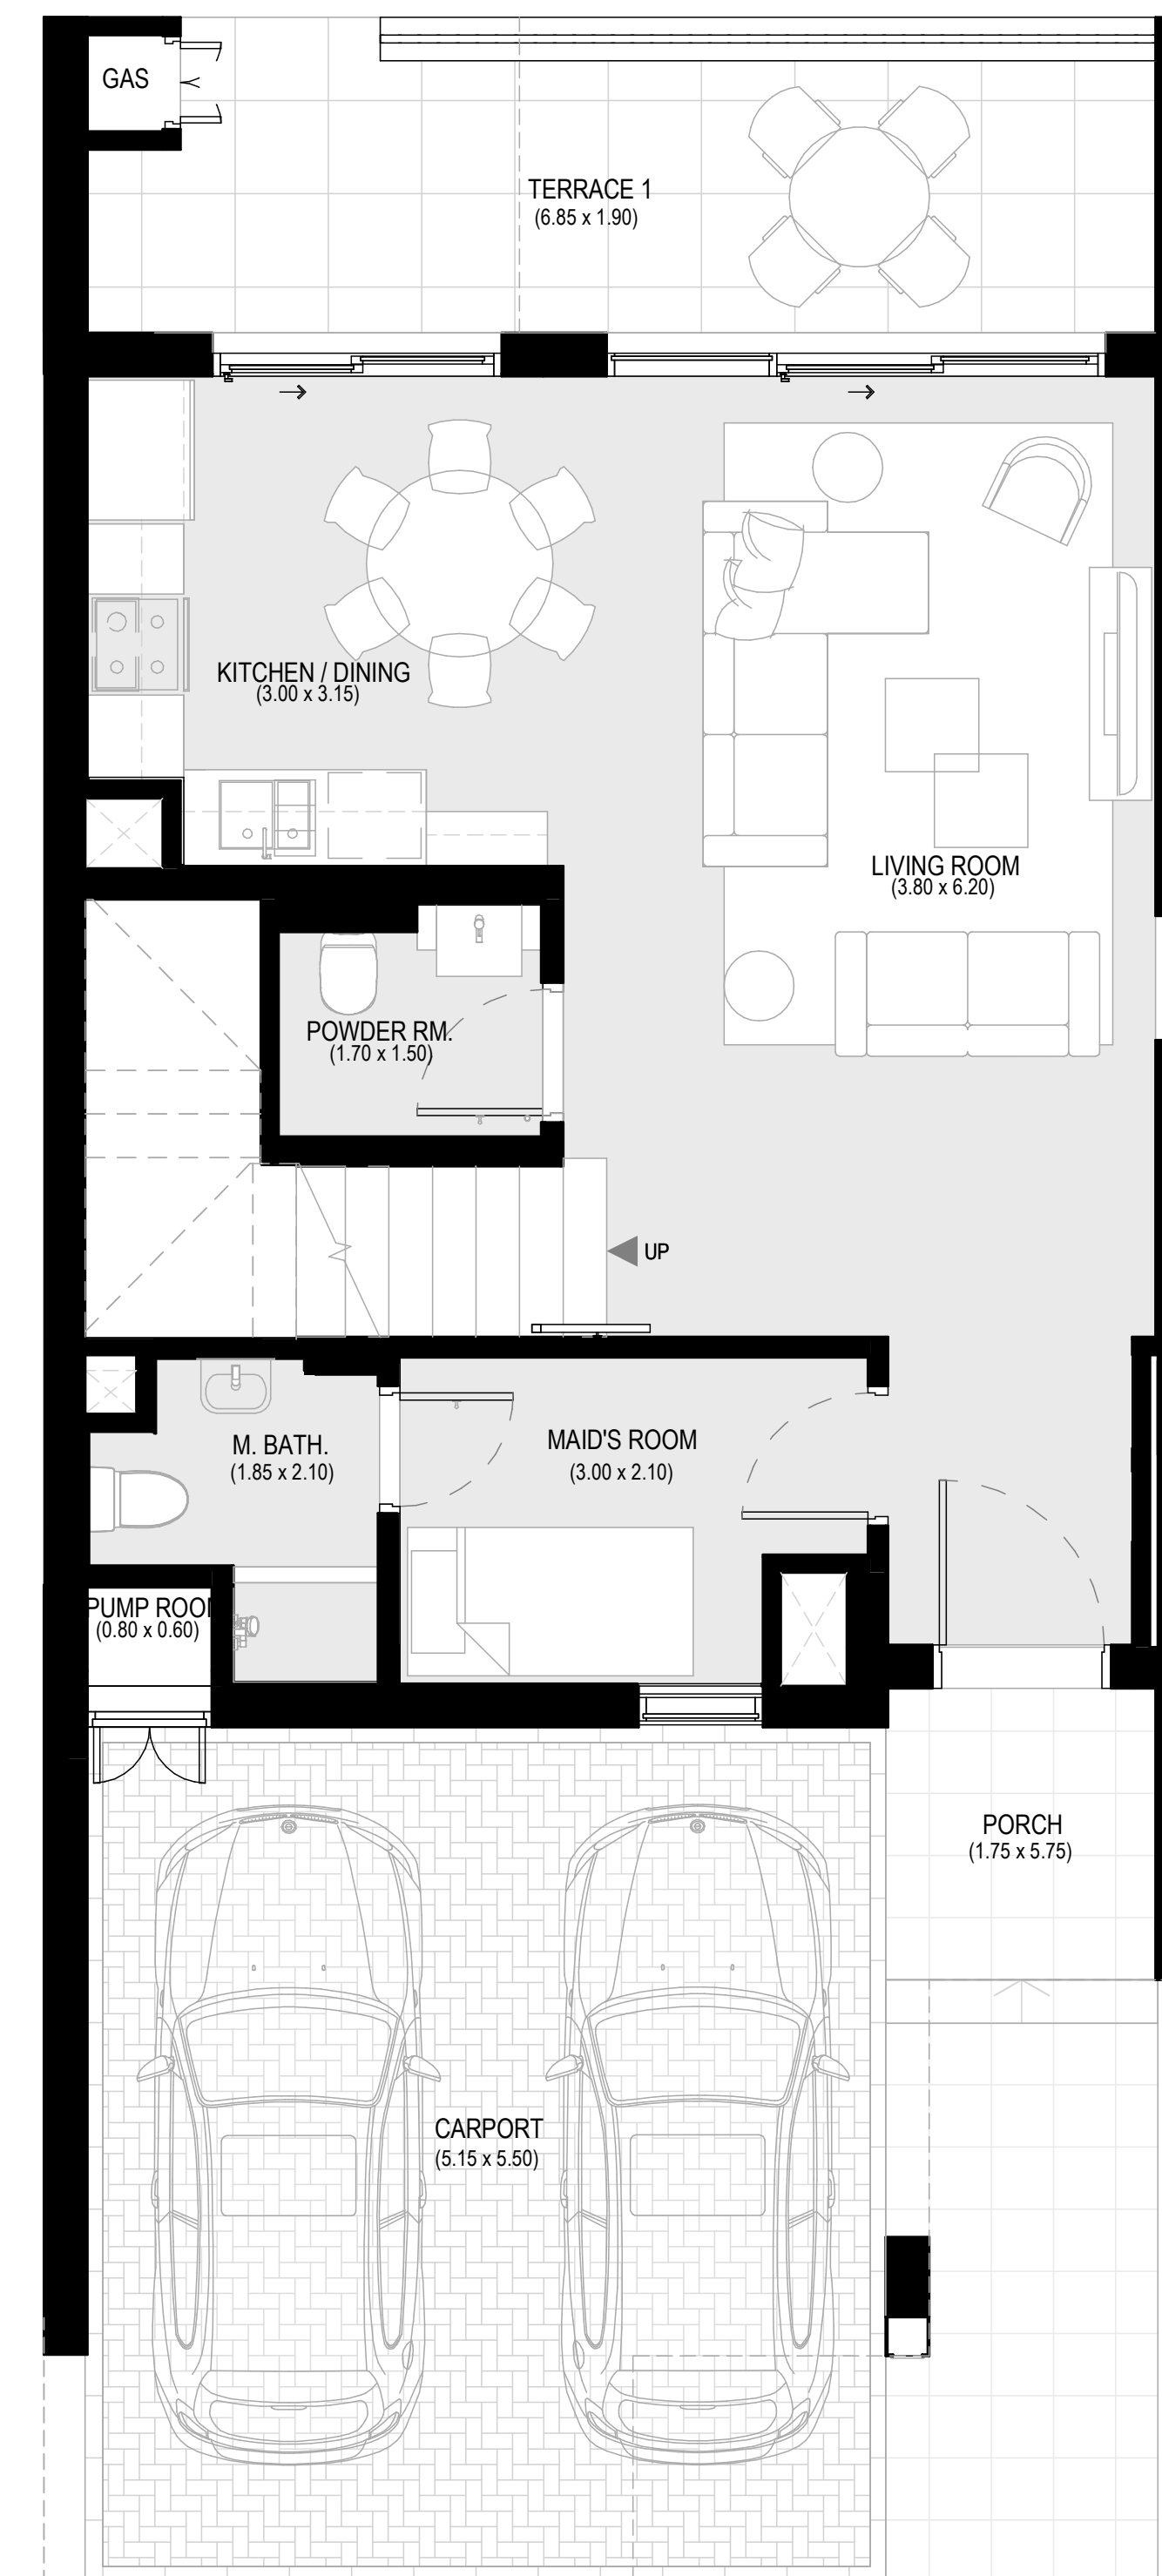 GAS
TERRACE 1
(6.85 x 1.90)
KITCHEN / DINING
(3.00 x 3.15)
LIVING ROOM
(3.80 x 6.20)
POWDER RM.
(1.70 x 1.50)
UP
M. BATH.
(1.85 x 2.10)
MAID'S ROOM
(3.00 x 2.10)
PUMP ROOM
(0.80 x 0.60)
PORCH
(1.75 x 5.75)
CARPORT
(5.15 x 5.50)